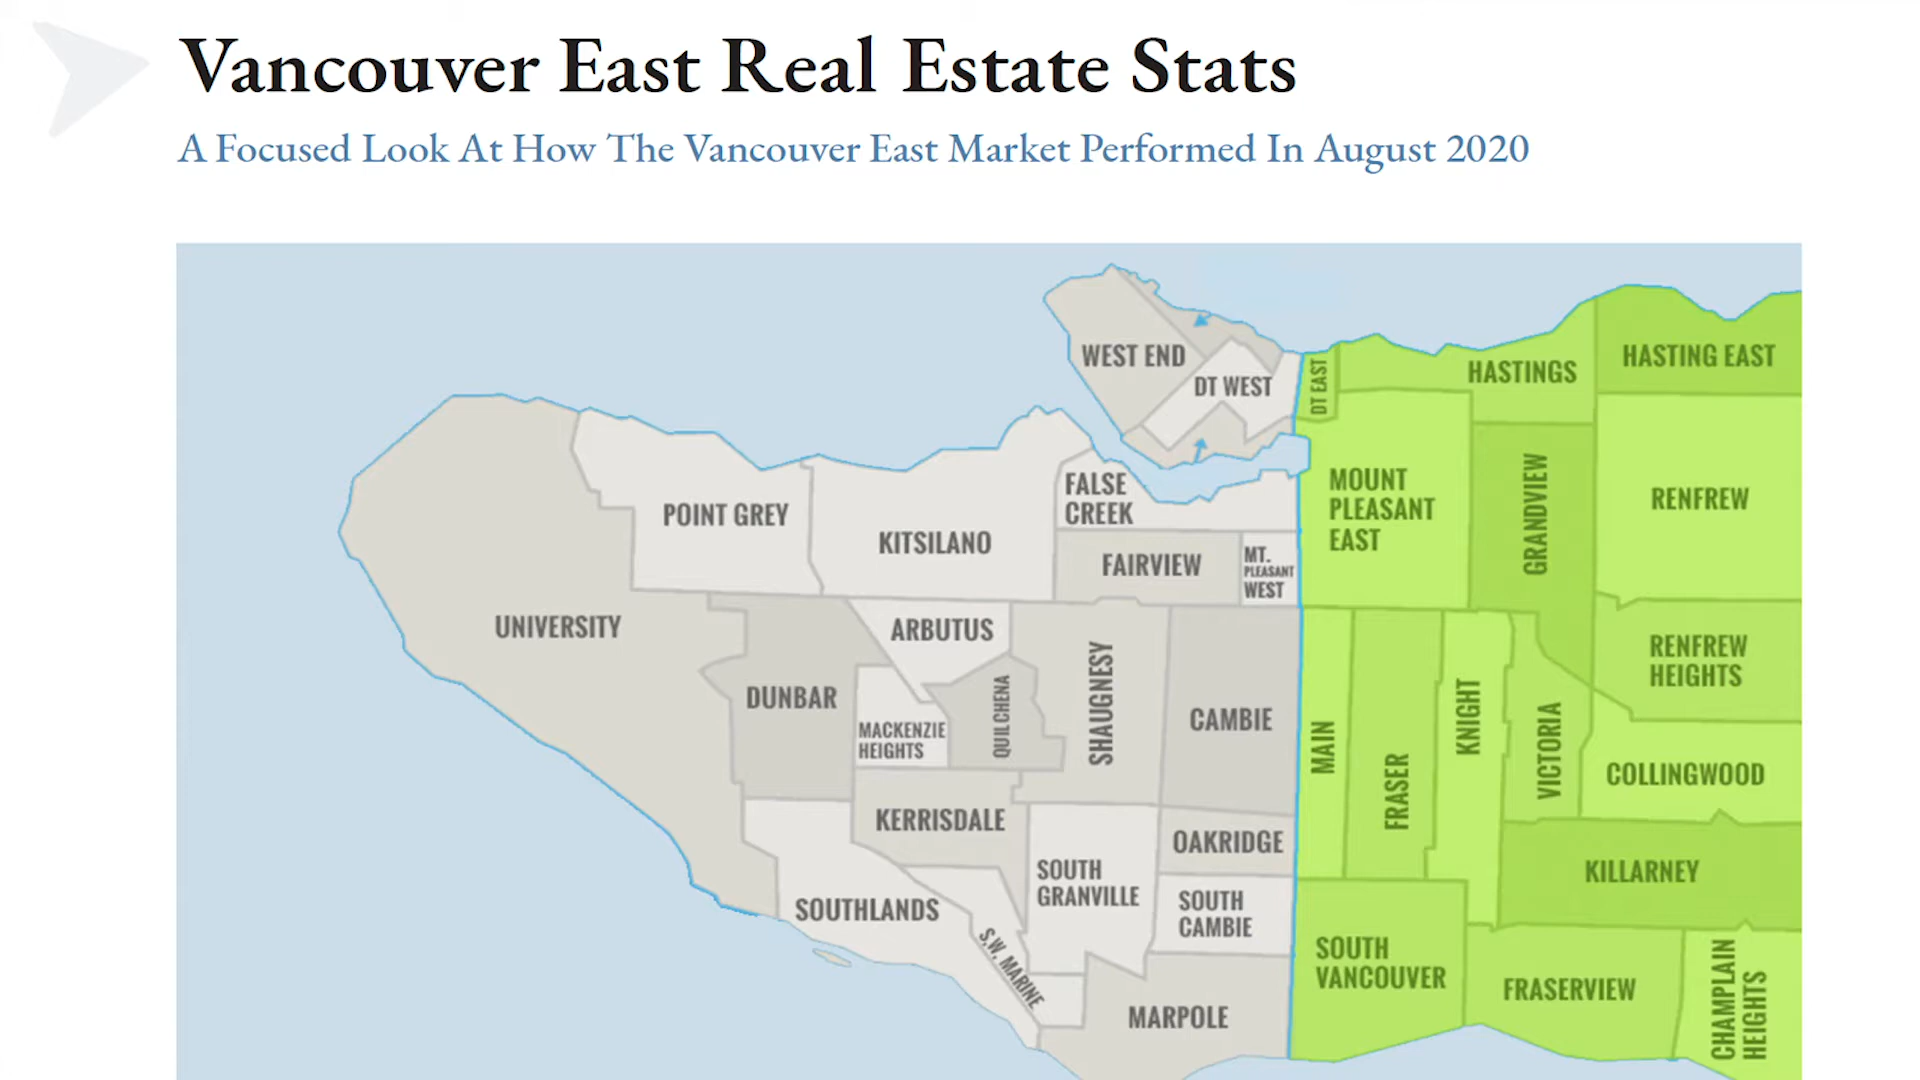 Vancouver East Real Estate Stats
A Focused Look At How The Vancouver East Market Performed In August 2020
WEST END
DT WEST
DT EAST
HASTINGS
HASTING EAST
POINT GREY
KITSILANO
FALSE
CREEK
FAIRVIEW
MT.
PLEASANT
WEST
MOUNT
PLEASANT
EAST
GRANDVIEW
RENFREW
UNIVERSITY
ARBUTUS
DUNBAR
MACKENZIE
HEIGHTS
QUILCHENA
SHAUGNESY
CAMBIE
MAIN
FRASER
KNIGHT
VICTORIA
RENFREW
HEIGHTS
COLLINGWOOD
KERRISDALE
OAKRIDGE
KILLARNEY
SOUTHLANDS
S.W. MARINE
SOUTH
GRANVILLE
SOUTH
CAMBIE
MARPOLE
SOUTH
VANCOUVER
FRASERVIEW
CHAMPLAIN
HEIGHTS